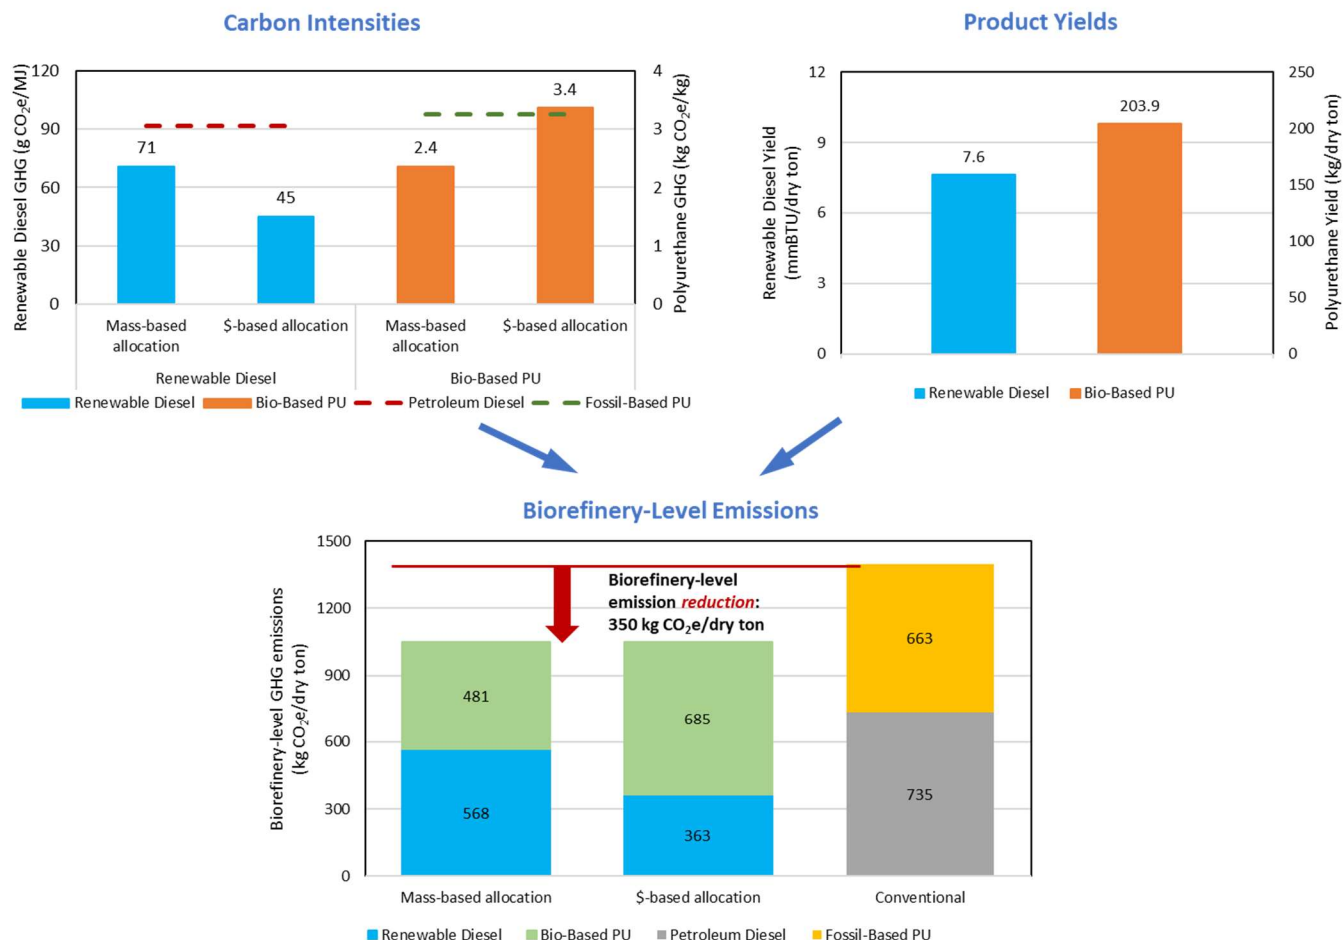 Carbon Intensities
Renewable Diesel GHG (g CO₂e/MJ)
120
90
60
30
0
71
45
2.4
3.4
4
3
2
1
0
Polyurethane GHG (kg CO₂e/kg)
Mass-based
allocation
$-based allocation
Mass-based
allocation
$-based allocation
Renewable Diesel
Bio-Based PU
Renewable Diesel
Bio-Based PU
Petroleum Diesel
Fossil-Based PU
Product Yields
Renewable Diesel Yield
(mmBTU/dry ton)
12
9
6
3
0
7.6
203.9
250
200
150
100
50
0
Polyurethane Yield (kg/dry ton)
Renewable Diesel
Bio-Based PU
Biorefinery-Level Emissions
Biorefinery-level GHG emissions
(kg CO₂e/dry ton)
1500
1200
900
600
300
0
Biorefinery-level
emission reduction:
350 kg CO₂e/dry ton
481
568
685
363
663
735
Mass-based allocation
$-based allocation
Conventional
Renewable Diesel
Bio-Based PU
Petroleum Diesel
Fossil-Based PU